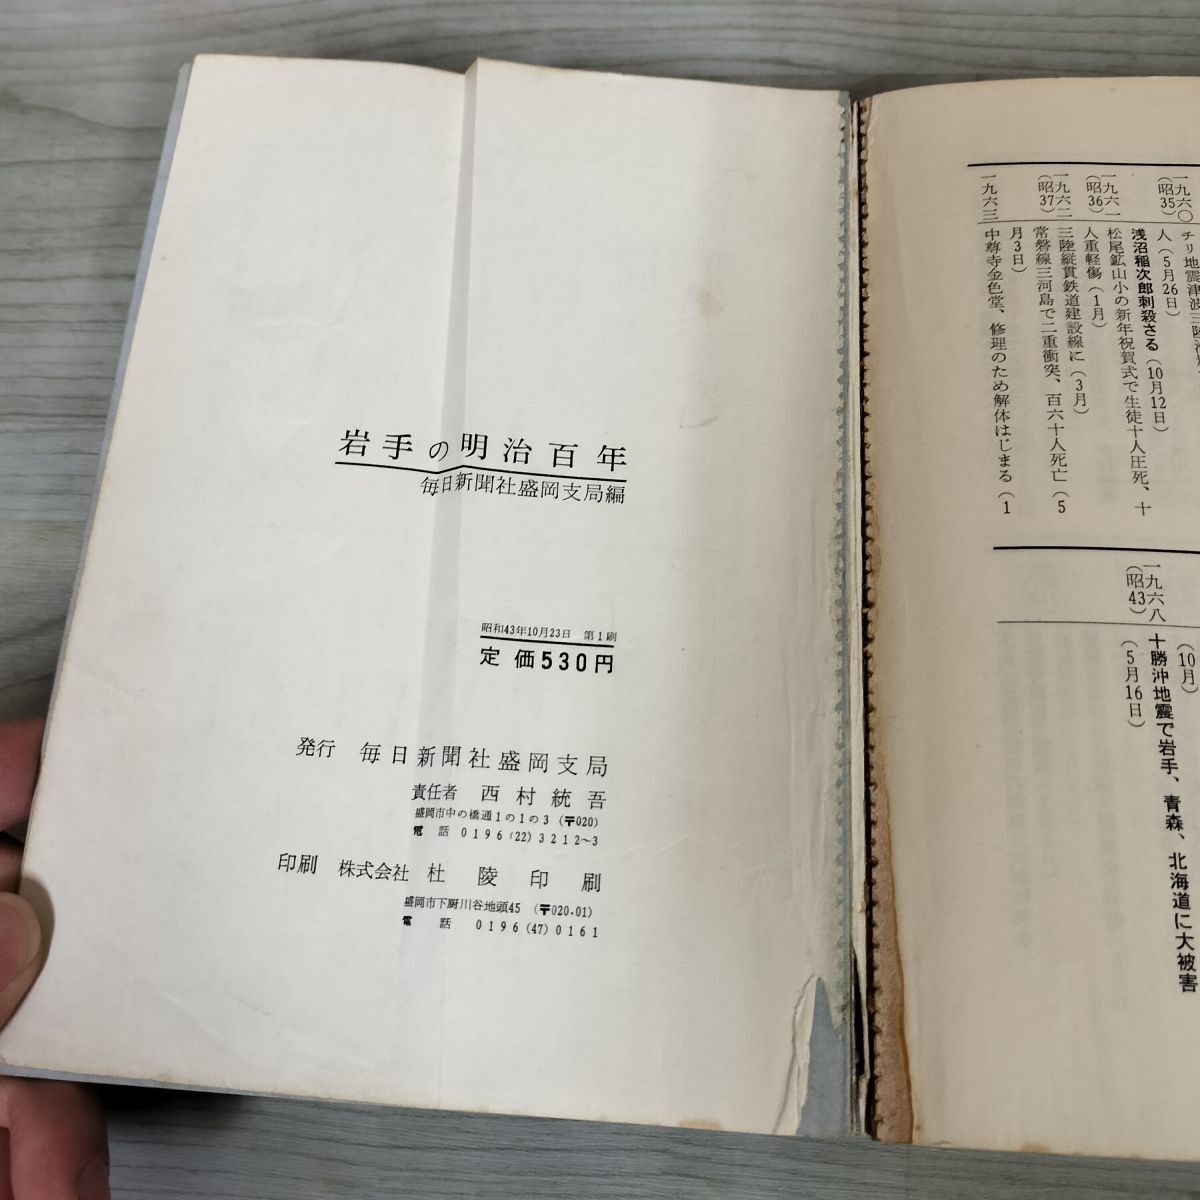 岩手の明治百年
毎日新聞社盛岡支局編
昭和43年10月23日 第1刷
定価530円
発行 毎日新聞社盛岡支局
責任者 西村統吾
盛岡市中の橋通1の1の3 (〒020)
電話 0196(22)3212~3
印刷 株式会社 杜陵印刷
盛岡市下厨川谷地頭45 (〒020-01)
電話 0196(47)0161
一九六〇
(昭35)
チリ地震津波三陸
人(5月26日)
浅沼稲次郎刺殺さる(10月12日)
一九六一
(昭36)
松尾鉱山小の新年祝賀式で生徒十人圧死、十
人重軽傷(1月)
一九六二
(昭37)
三陸縦貫鉄道建設線に(3月)
常磐線三河島で二重衝突、百六十人死亡(5
月3日)
一九六三
中尊寺金色堂、修理のため解体はじまる(1
(10月)
一九六八
(昭43)
十勝沖地震で岩手、青森、北海道に大被害
(5月16日)